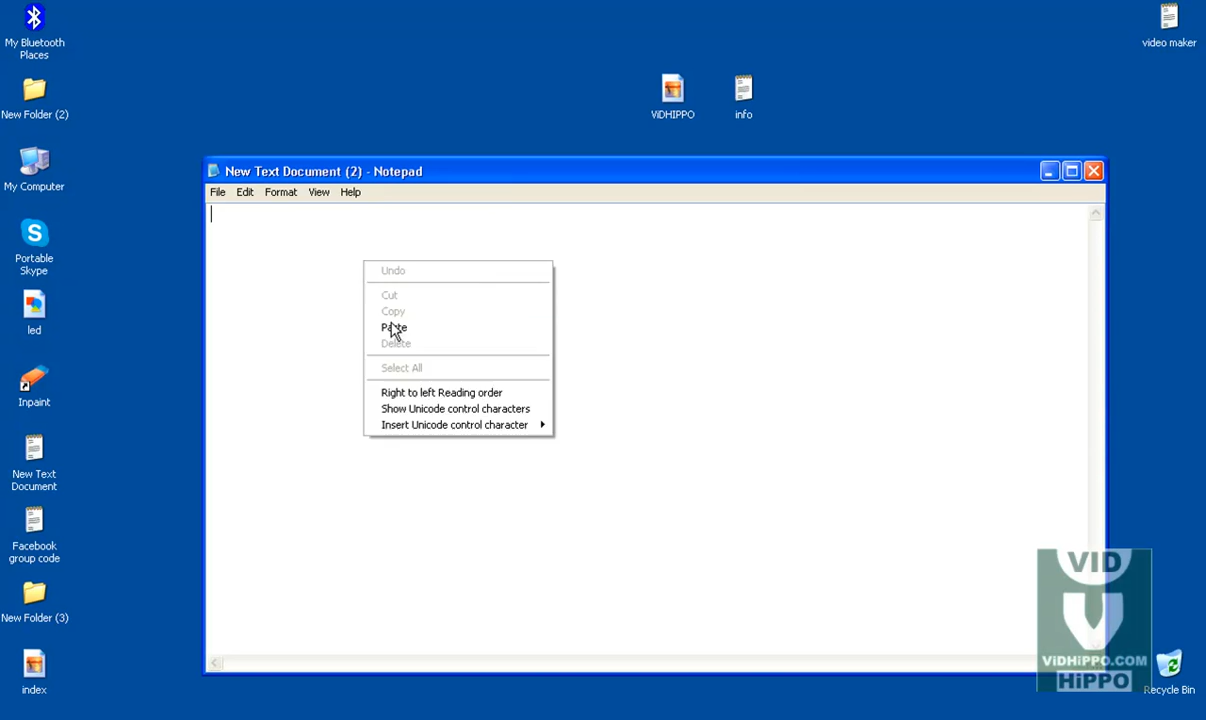 My Bluetooth
Places
New Folder (2)
My Computer
Portable
Skype
led
Inpaint
New Text
Document
Facebook
group code
New Folder (3)
index
ViDHIPPO
info
video maker
New Text Document (2) - Notepad
File Edit Format View Help
Undo
Cut
Copy
Paste
Delete
Select All
Right to left Reading order
Show Unicode control characters
Insert Unicode control character
VID
V
VIDHIPPO.COM
HiPPO
Recycle Bin